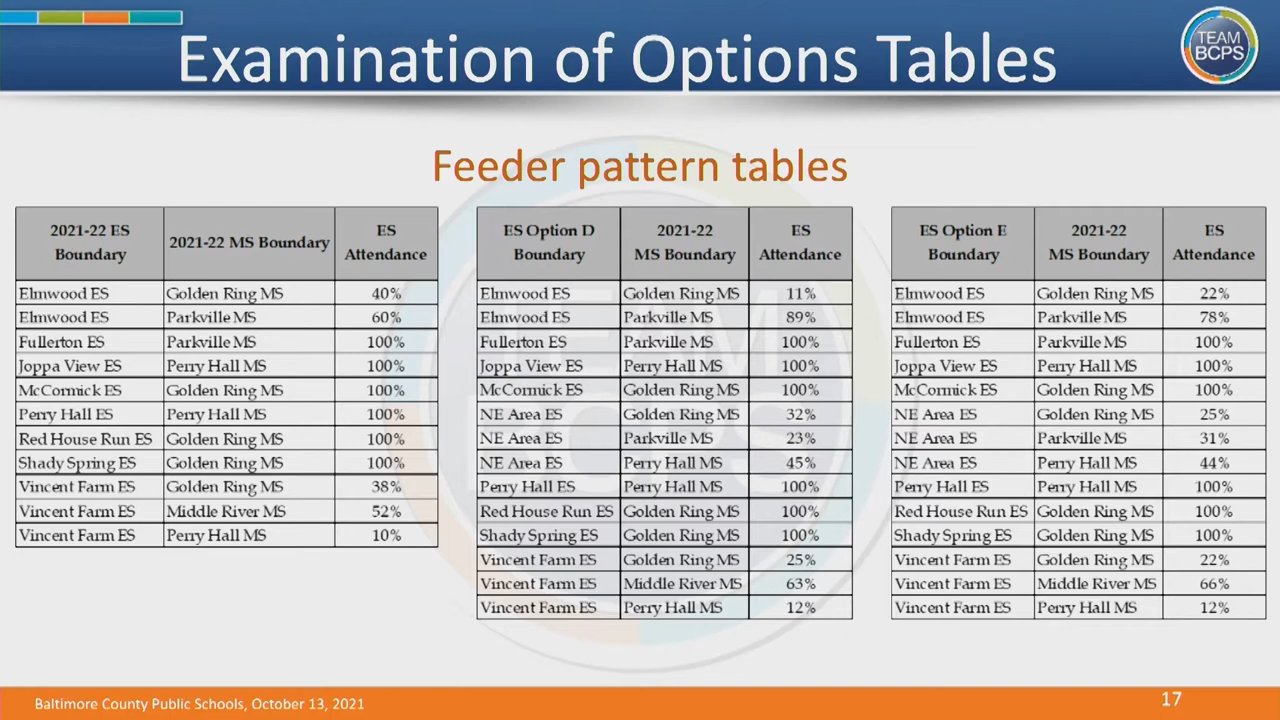 TEAM
BCPS
Examination of Options Tables
Feeder pattern tables
2021-22 ES Boundary 2021-22 MS Boundary ES Attendance
Elmwood ES Golden Ring MS 40%
Elmwood ES Parkville MS 60%
Fullerton ES Parkville MS 100%
Joppa View ES Perry Hall MS 100%
McCormick ES Golden Ring MS 100%
Perry Hall ES Perry Hall MS 100%
Red House Run ES Golden Ring MS 100%
Shady Spring ES Golden Ring MS 100%
Vincent Farm ES Golden Ring MS 38%
Vincent Farm ES Middle River MS 52%
Vincent Farm ES Perry Hall MS 10%
ES Option D Boundary 2021-22 MS Boundary ES Attendance
Elmwood ES Golden Ring MS 11%
Elmwood ES Parkville MS 89%
Fullerton ES Parkville MS 100%
Joppa View ES Perry Hall MS 100%
McCormick ES Golden Ring MS 100%
NE Area ES Golden Ring MS 32%
NE Area ES Parkville MS 23%
NE Area ES Perry Hall MS 45%
Perry Hall ES Perry Hall MS 100%
Red House Run ES Golden Ring MS 100%
Shady Spring ES Golden Ring MS 100%
Vincent Farm ES Golden Ring MS 25%
Vincent Farm ES Middle River MS 63%
Vincent Farm ES Perry Hall MS 12%
ES Option E Boundary 2021-22 MS Boundary ES Attendance
Elmwood ES Golden Ring MS 22%
Elmwood ES Parkville MS 78%
Fullerton ES Parkville MS 100%
Joppa View ES Perry Hall MS 100%
McCormick ES Golden Ring MS 100%
NE Area ES Golden Ring MS 25%
NE Area ES Parkville MS 31%
NE Area ES Perry Hall MS 44%
Perry Hall ES Perry Hall MS 100%
Red House Run ES Golden Ring MS 100%
Shady Spring ES Golden Ring MS 100%
Vincent Farm ES Golden Ring MS 22%
Vincent Farm ES Middle River MS 66%
Vincent Farm ES Perry Hall MS 12%
TEAM
BCPS
Baltimore County Public Schools, October 13, 2021
17